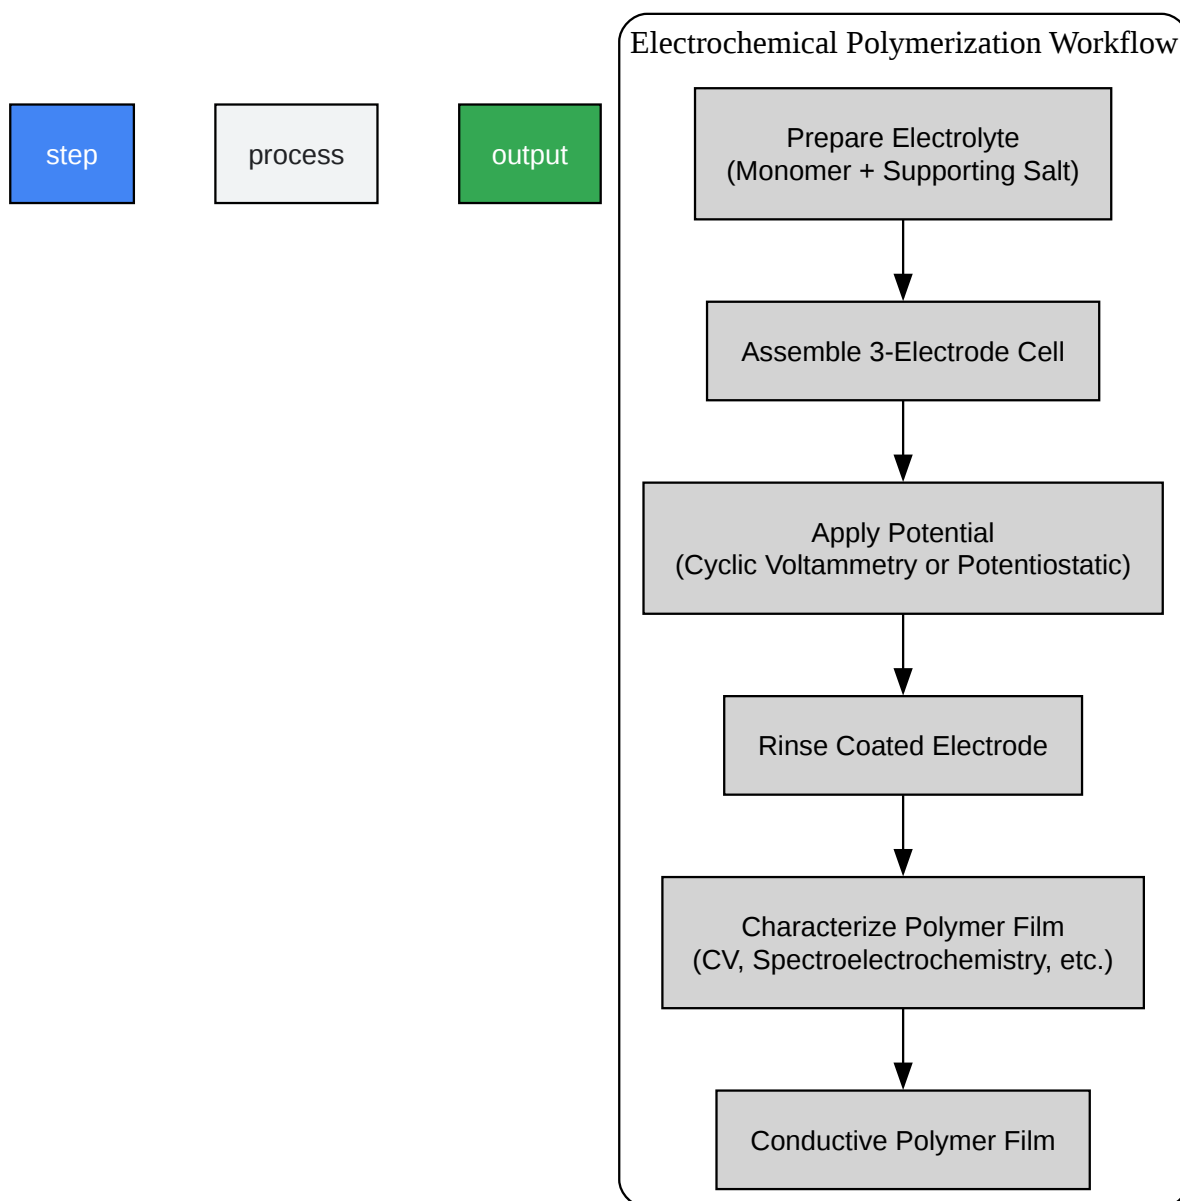 Electrochemical Polymerization Workflow
step
process
output
Prepare Electrolyte
(Monomer + Supporting Salt)
Assemble 3-Electrode Cell
Apply Potential
(Cyclic Voltammetry or Potentiostatic)
Rinse Coated Electrode
Characterize Polymer Film
(CV, Spectroelectrochemistry, etc.)
Conductive Polymer Film